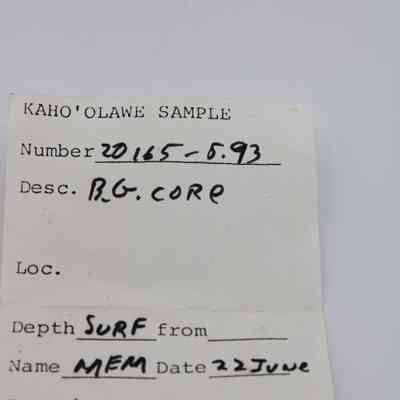 KAHO'OLAWE SAMPLE
Number 20165-5.93
Desc. B.G. CORE
Loc.
Depth SURF from
Name MEM Date 22 June